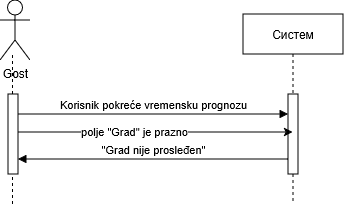 Gost
Систем
Korisnik pokreće vremensku prognozu
polje "Grad" je prazno
"Grad nije prosleđen"